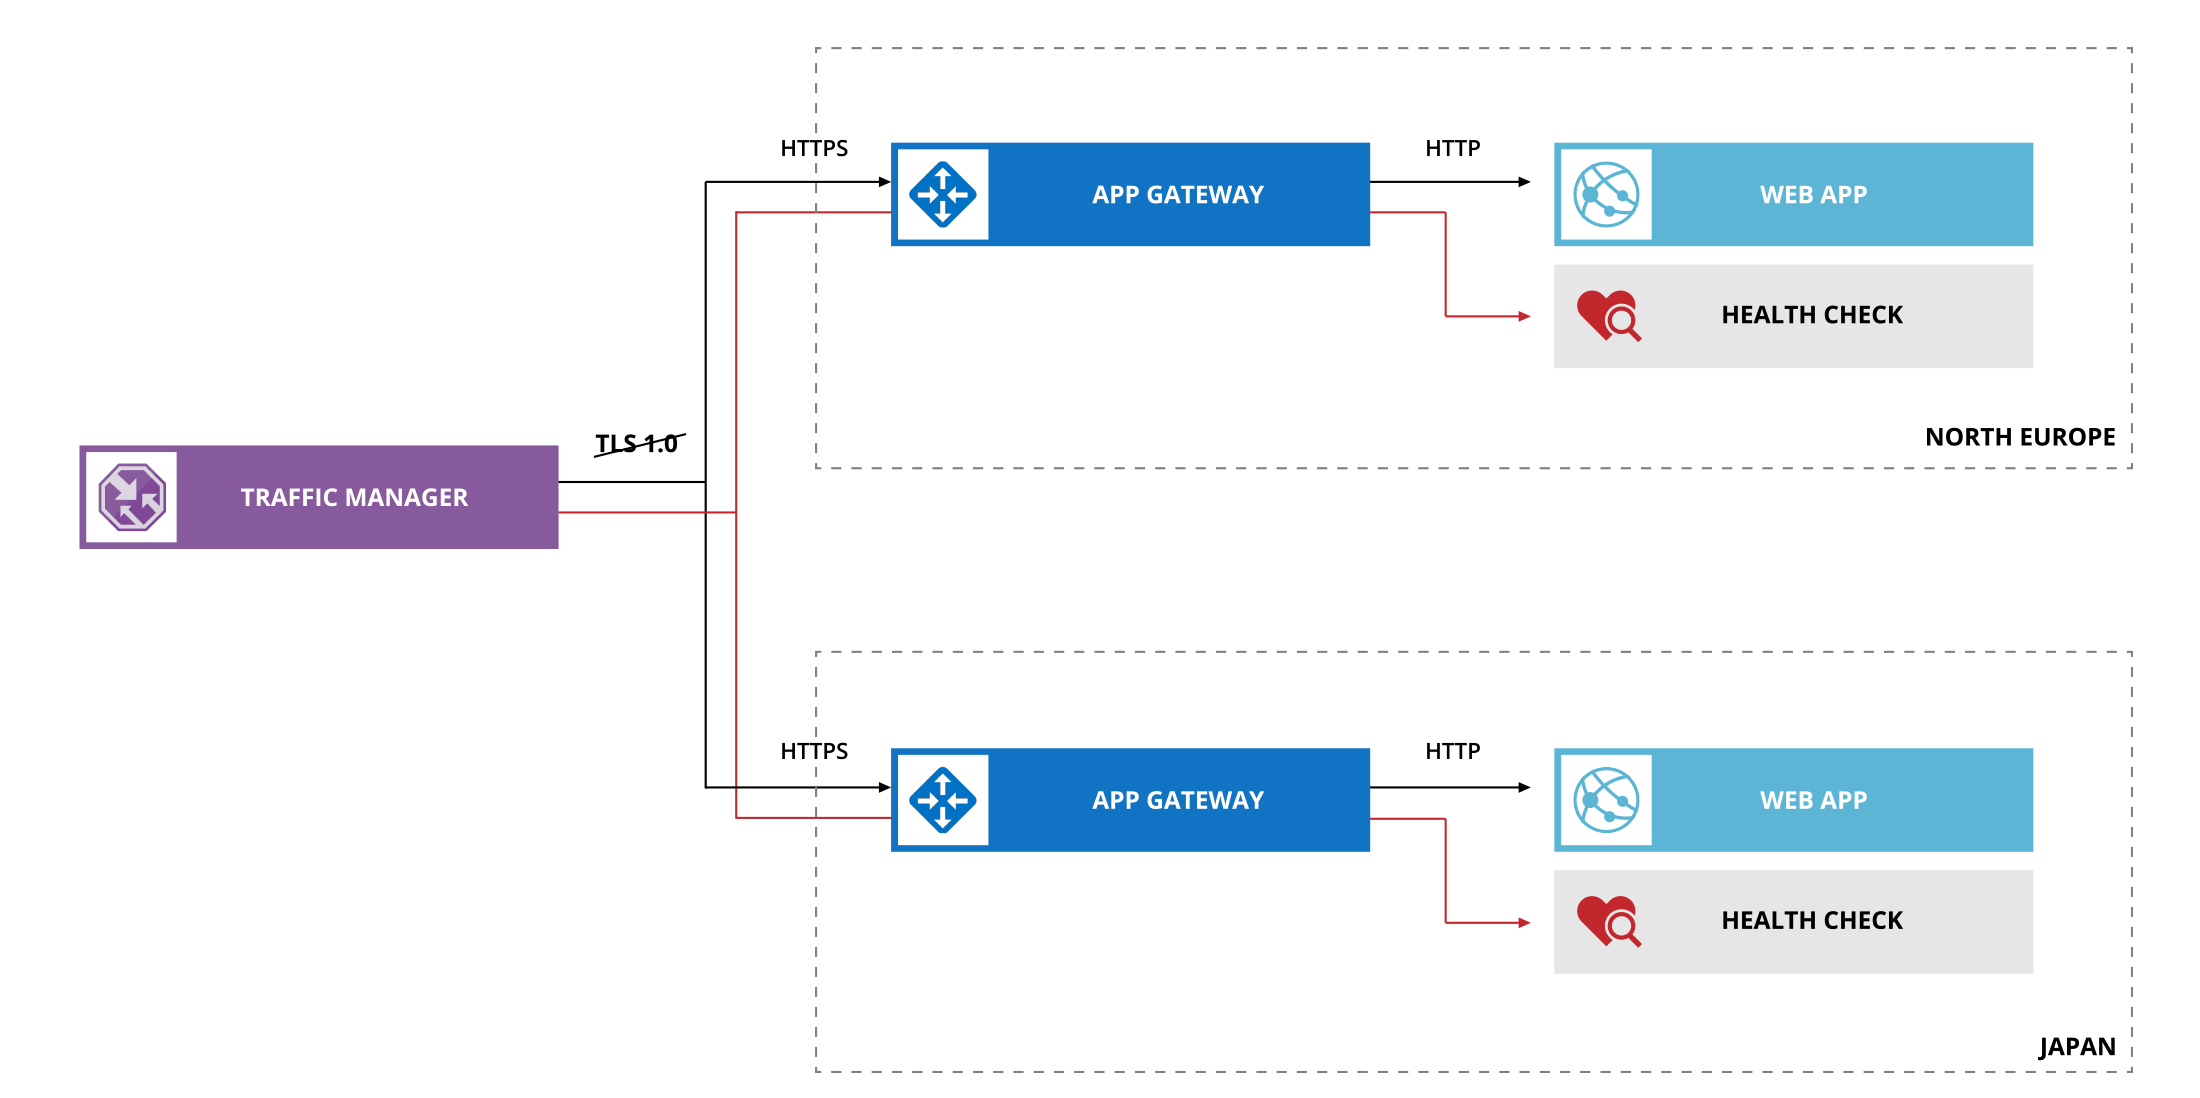 HTTPS
APP GATEWAY
HTTP
WEB APP
HEALTH CHECK
NORTH EUROPE
TLS 1.0
TRAFFIC MANAGER
HTTPS
APP GATEWAY
HTTP
WEB APP
HEALTH CHECK
JAPAN